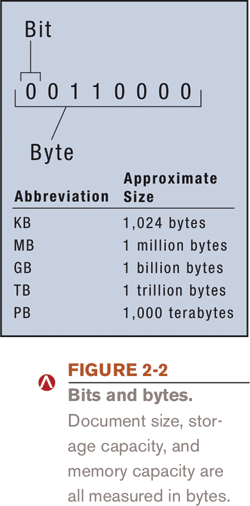 Bit
0 0 1 1 0 0 0 0
Byte
Abbreviation Approximate Size
KB 1,024 bytes
MB 1 million bytes
GB 1 billion bytes
TB 1 trillion bytes
PB 1,000 terabytes
FIGURE 2-2
Bits and bytes.
Document size, stor-
age capacity, and
memory capacity are
all measured in bytes.